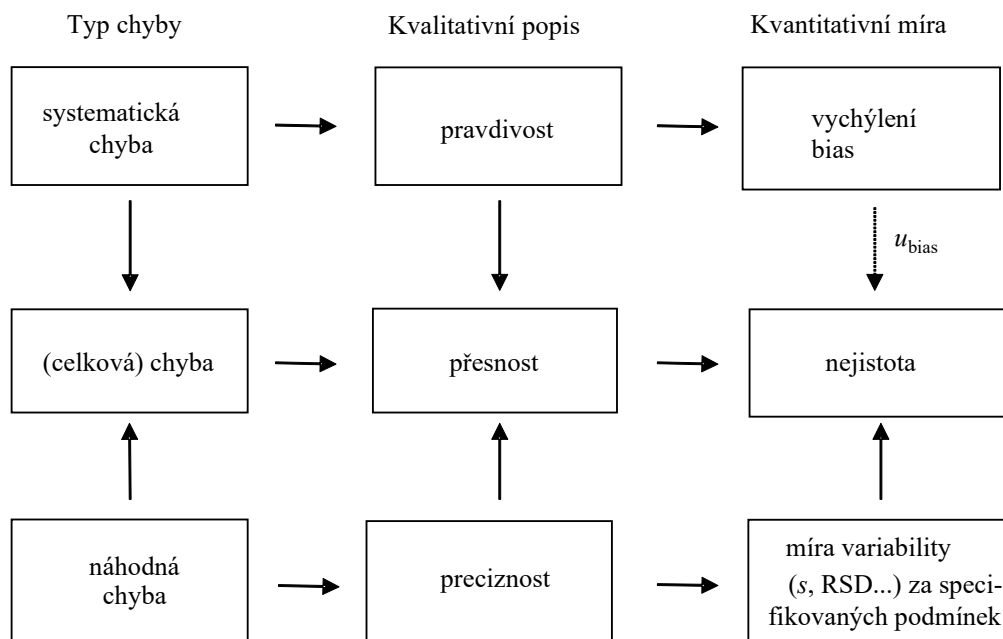 Typ chyby
Kvalitativní popis
Kvantitativní míra
systematická
chyba
pravdivost
vychýlení
bias
u bias
(celková) chyba
přesnost
nejistota
náhodná
chyba
preciznost
míra variability
(s, RSD...) za speci-
fikovaných podmínek